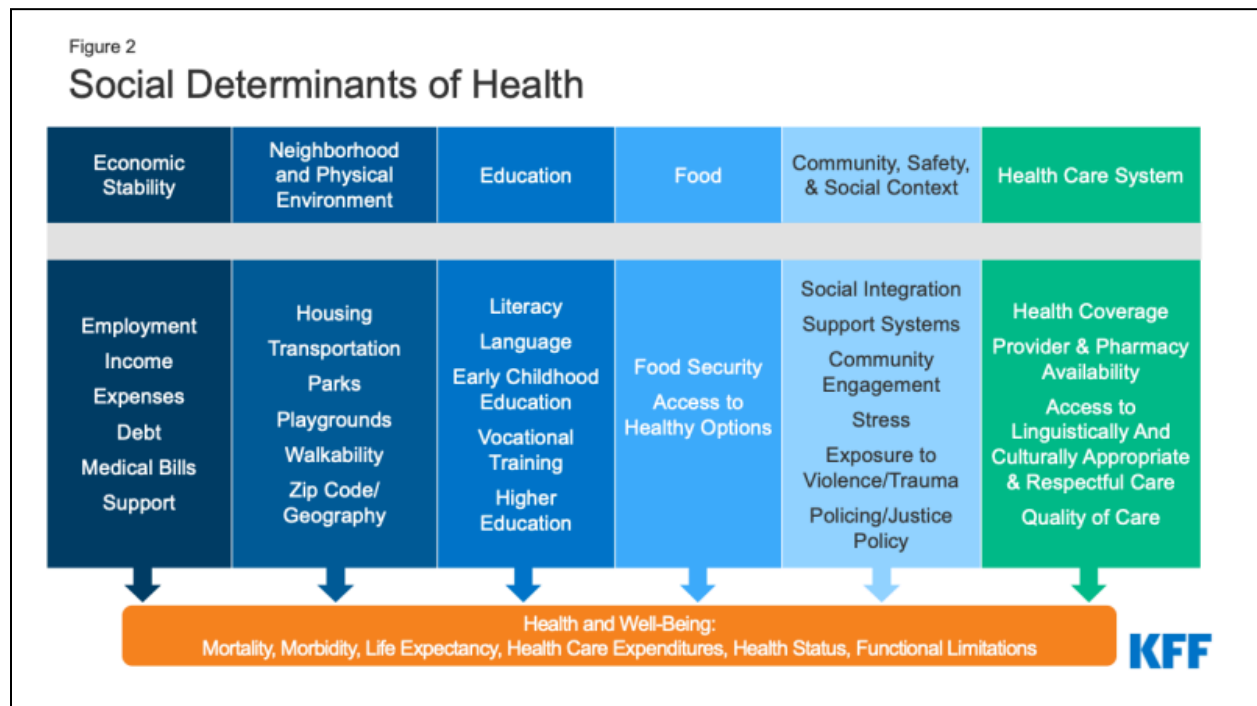 Figure 2
Social Determinants of Health
Economic
Stability
Neighborhood
and Physical
Environment
Education
Food
Community, Safety,
& Social Context
Health Care System
Employment
Income
Expenses
Debt
Medical Bills
Support
Housing
Transportation
Parks
Playgrounds
Walkability
Zip Code/
Geography
Literacy
Language
Early Childhood
Education
Vocational
Training
Higher
Education
Food Security
Access to
Healthy Options
Social Integration
Support Systems
Community
Engagement
Stress
Exposure to
Violence/Trauma
Policing/Justice
Policy
Health Coverage
Provider & Pharmacy
Availability
Access to
Linguistically And
Culturally Appropriate
& Respectful Care
Quality of Care
Health and Well-Being:
Mortality, Morbidity, Life Expectancy, Health Care Expenditures, Health Status, Functional Limitations
KFF